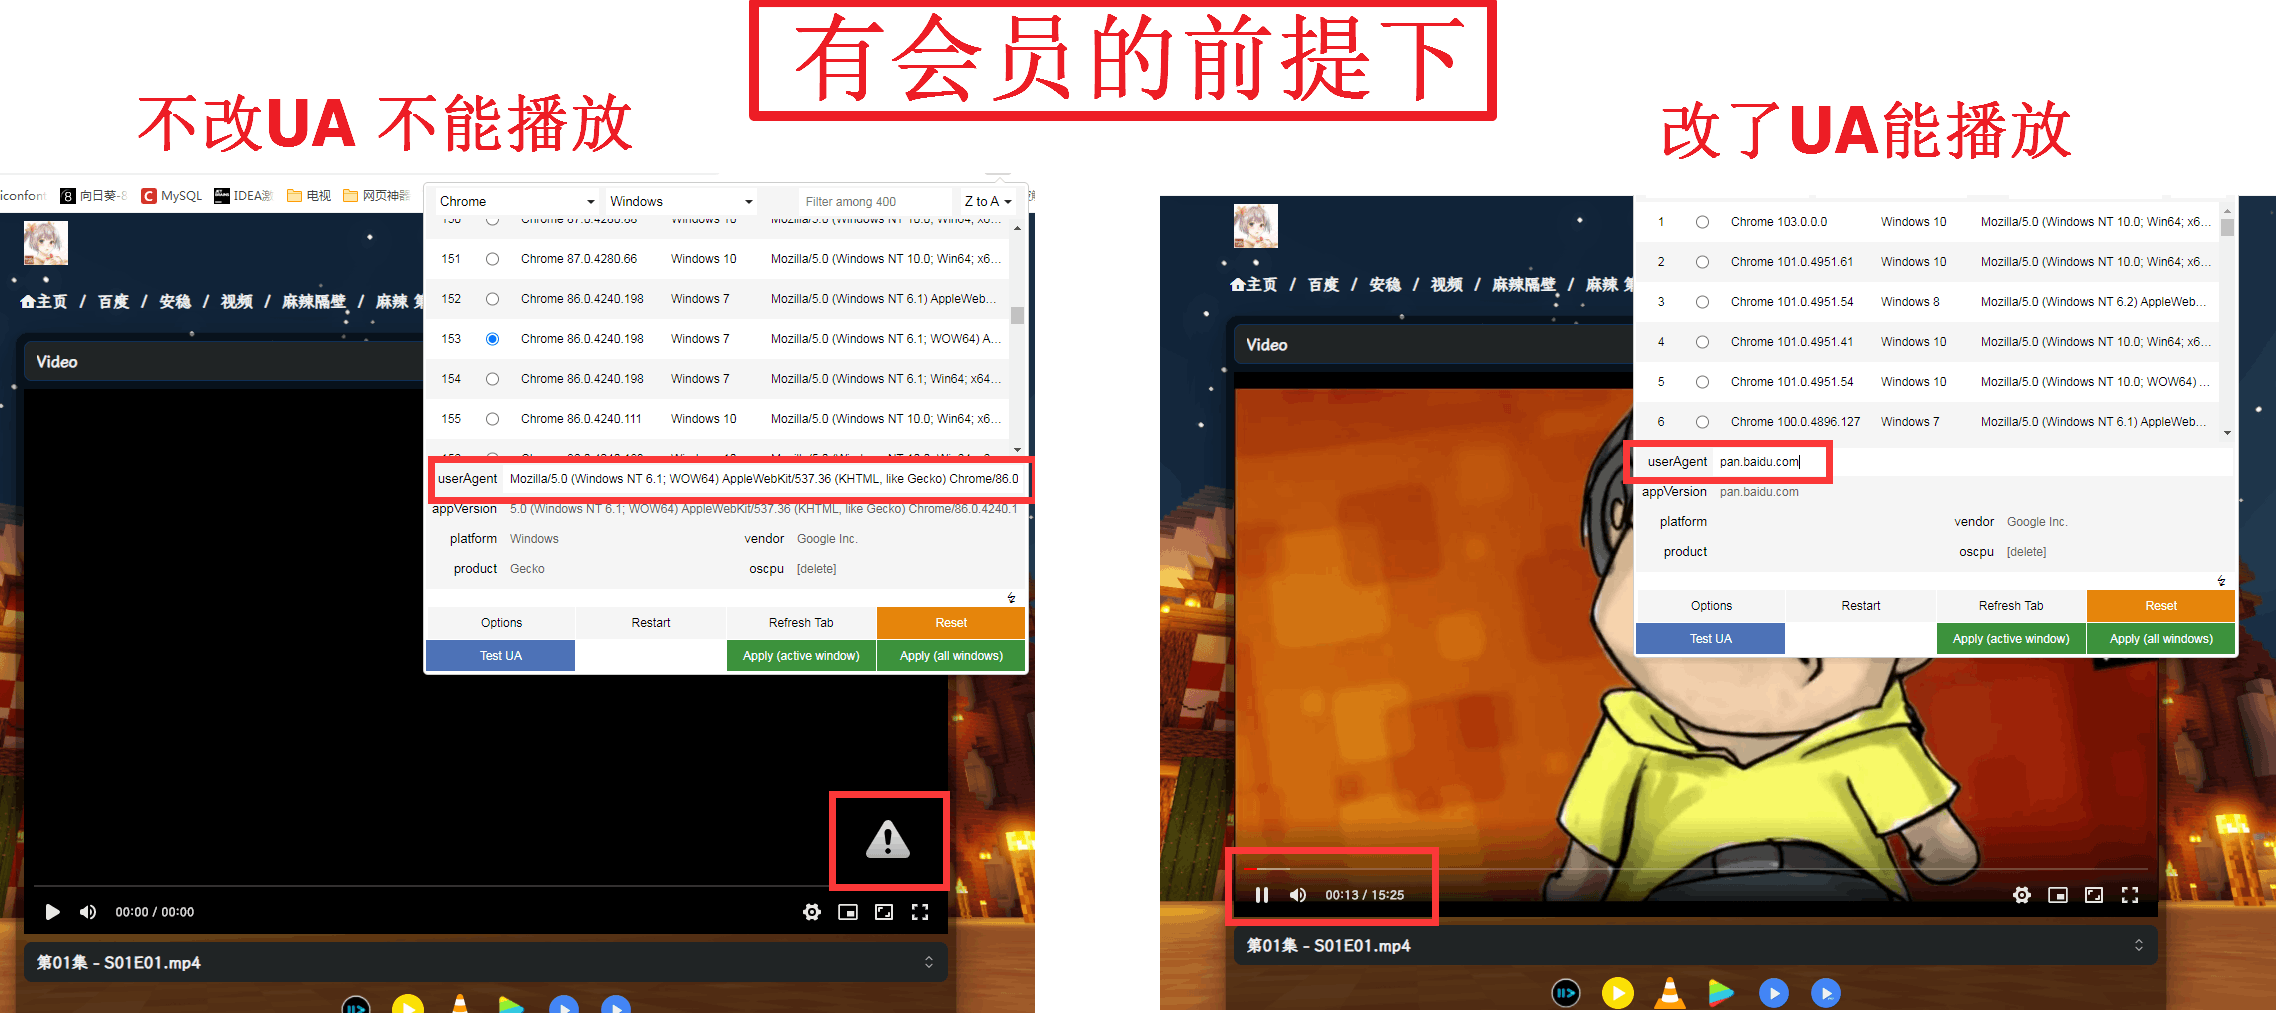 有会员的前提下
不改UA 不能播放
改了UA能播放
iconfont 向日葵-8 MySQL IDEA激 电视 网页神器
Chrome Windows Filter among 400 Z to A
主页 / 百度 / 安稳 / 视频 / 麻辣隔壁 / 麻辣 第
Video
150 Chrome 87.0.4280.88 Windows 10
151 Chrome 87.0.4280.66 Windows 10 Mozilla/5.0 (Windows NT 10.0; Win64; x6...
152 Chrome 86.0.4240.198 Windows 7 Mozilla/5.0 (Windows NT 6.1) AppleWeb...
153 Chrome 86.0.4240.198 Windows 7 Mozilla/5.0 (Windows NT 6.1; WOW64) A...
154 Chrome 86.0.4240.198 Windows 7 Mozilla/5.0 (Windows NT 6.1; Win64; x64...
155 Chrome 86.0.4240.111 Windows 10 Mozilla/5.0 (Windows NT 10.0; Win64; x6...
userAgent Mozilla/5.0 (Windows NT 6.1; WOW64) AppleWebKit/537.36 (KHTML, like Gecko) Chrome/86.0
appVersion 5.0 (Windows NT 6.1; WOW64) AppleWebKit/537.36 (KHTML, like Gecko) Chrome/86.0.4240.1
platform Windows vendor Google Inc.
product Gecko oscpu [delete]
Options Restart Refresh Tab Reset
Test UA Apply (active window) Apply (all windows)
00:00 / 00:00
第01集 - S01E01.mp4
主页 / 百度 / 安稳 / 视频 / 麻辣隔壁 / 麻辣 第
Video
1 Chrome 103.0.0.0 Windows 10 Mozilla/5.0 (Windows NT 10.0; Win64; x6...
2 Chrome 101.0.4951.61 Windows 10 Mozilla/5.0 (Windows NT 10.0; Win64; x6...
3 Chrome 101.0.4951.54 Windows 8 Mozilla/5.0 (Windows NT 6.2) AppleWeb...
4 Chrome 101.0.4951.41 Windows 10 Mozilla/5.0 (Windows NT 10.0; Win64; x6...
5 Chrome 101.0.4951.54 Windows 10 Mozilla/5.0 (Windows NT 10.0; WOW64) ...
6 Chrome 100.0.4896.127 Windows 7 Mozilla/5.0 (Windows NT 6.1) AppleWeb...
userAgent pan.baidu.com
appVersion pan.baidu.com
platform vendor Google Inc.
product oscpu [delete]
Options Restart Refresh Tab Reset
Test UA Apply (active window) Apply (all windows)
00:13 / 15:25
第01集 - S01E01.mp4